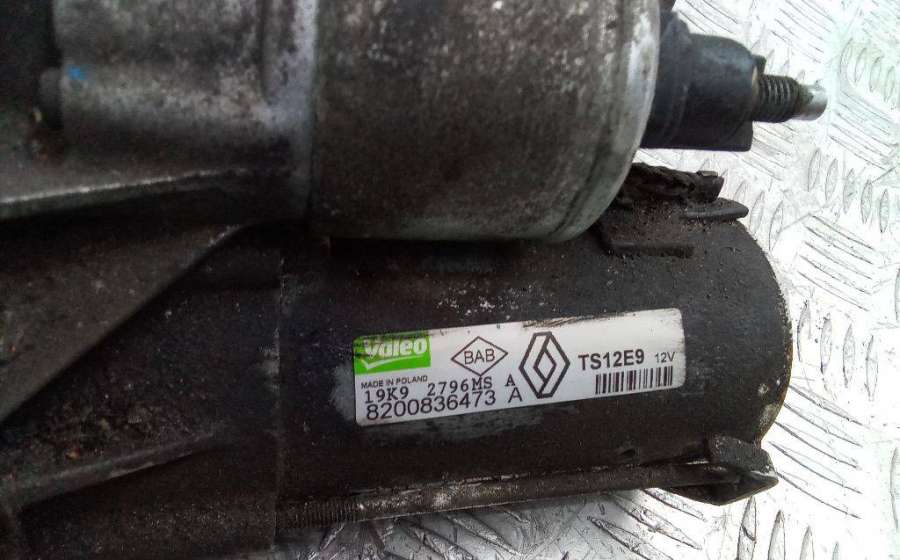 Valeo
BAB
TS12E9 12V
MADE IN POLAND
19K9 2796MS A
8200836473 A